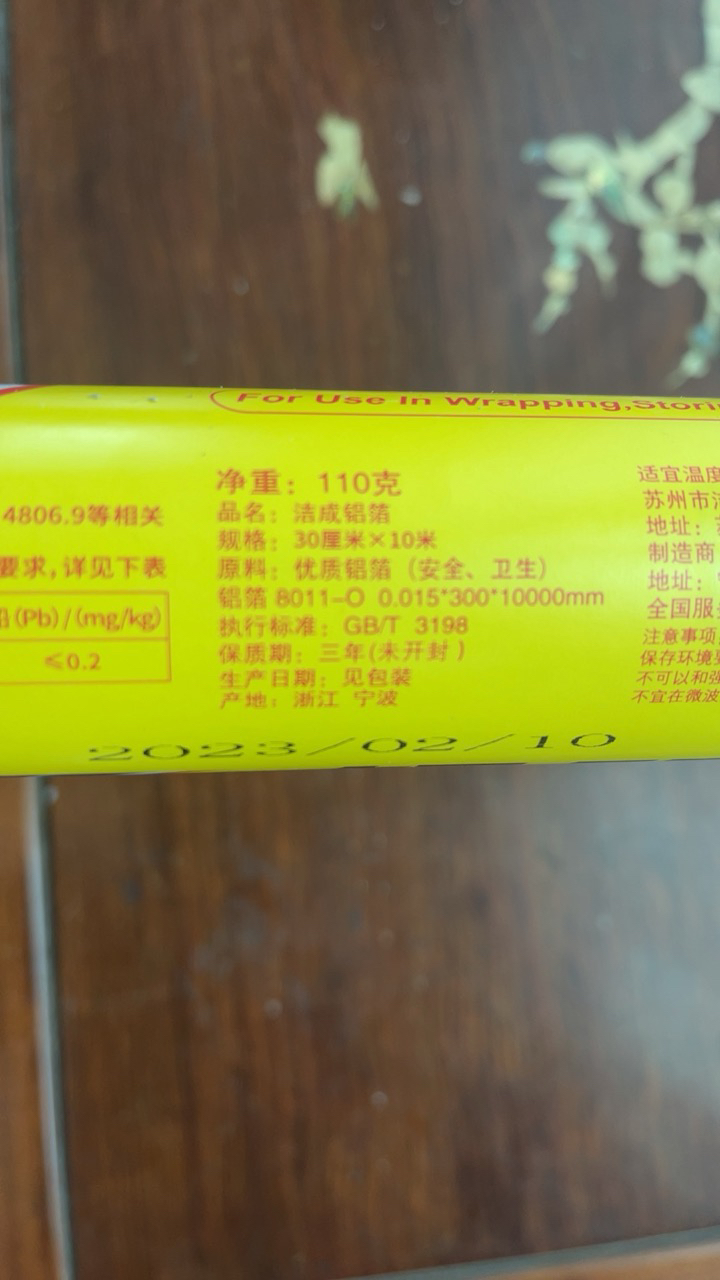 For Use In Wrapping,Stori
4806.9等相关
要求,详见下表
(Pb)/(mg/kg)
≤0.2
净重：110克
品名：洁成铝箔
规格：30厘米×10米
原料：优质铝箔（安全、卫生）
铝箔 8011-O 0.015*300*10000mm
执行标准：GB/T 3198
保质期：三年(未开封)
生产日期：见包装
产地：浙江 宁波
2023/02/10
适宜温度
苏州市洁
地址：
制造商
地址：
全国服
注意事项
保存环境
不可以和强
不宜在微波